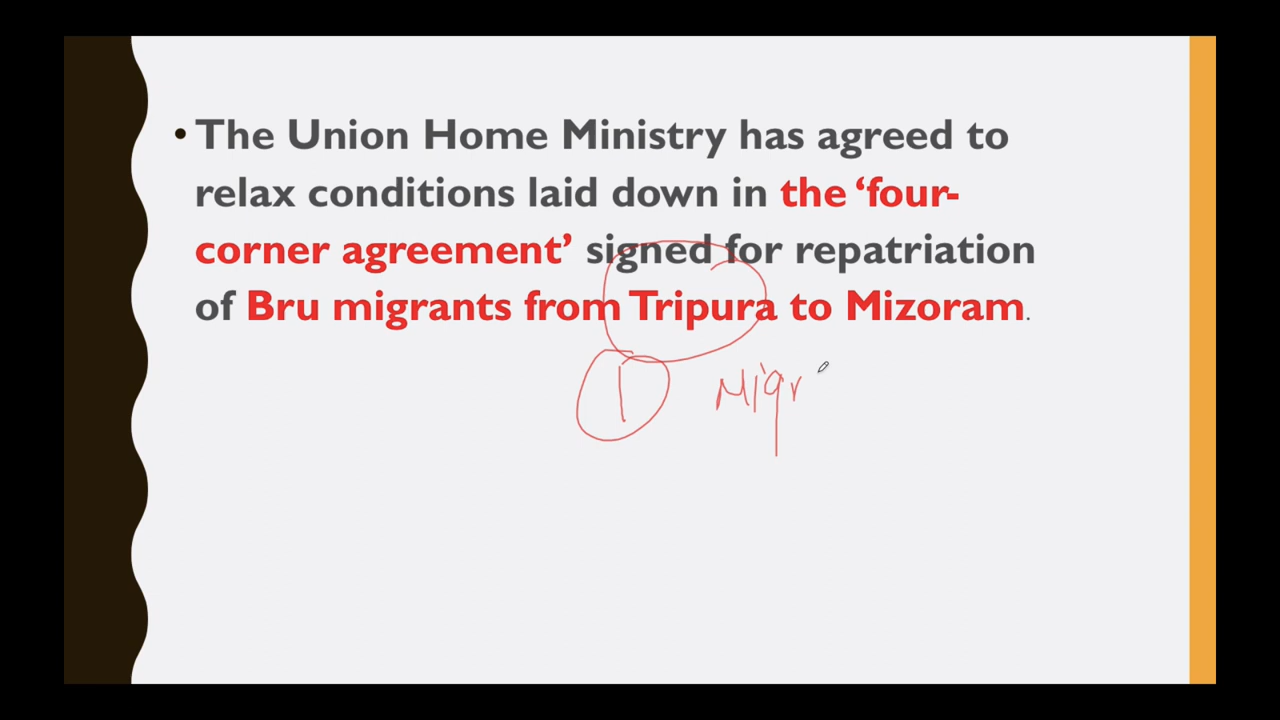 • The Union Home Ministry has agreed to
relax conditions laid down in the ‘four-
corner agreement’ signed for repatriation
of Bru migrants from Tripura to Mizoram.
1 Migr